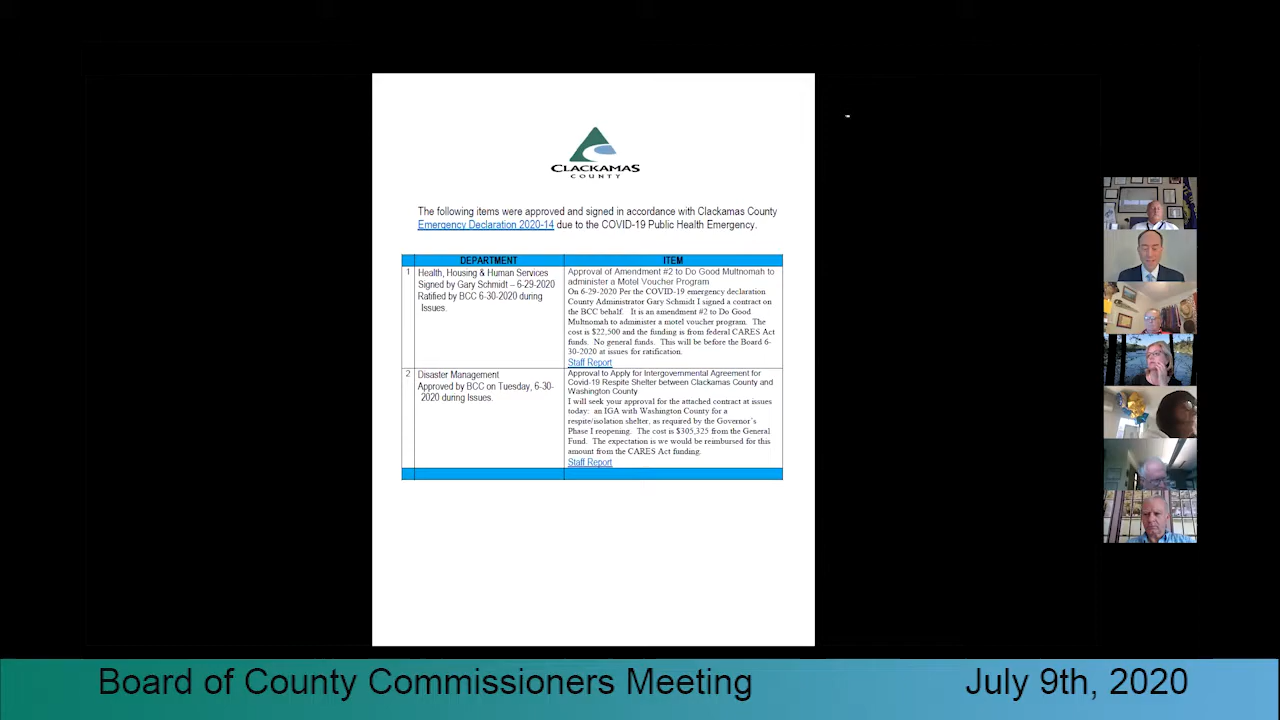 CLACKAMAS
COUNTY
The following items were approved and signed in accordance with Clackamas County
Emergency Declaration 2020-14 due to the COVID-19 Public Health Emergency.
DEPARTMENT
ITEM
1
Health, Housing & Human Services
Signed by Gary Schmidt – 6-29-2020
Ratified by BCC 6-30-2020 during
Issues.
Approval of Amendment #2 to Do Good Multnomah to
administer a Motel Voucher Program
On 6-29-2020 Per the COVID-19 emergency declaration
County Administrator Gary Schmidt I signed a contract on
the BCC behalf. It is an amendment #2 to Do Good
Multnomah to admisister a motel voucher program. The
cost is $22,500 and the funding is from federal CARES Act
funds. No general funds. This will be before the Board 6-
30-2020 at issues for ratification.
Staff Report
2
Disaster Management
Approved by BCC on Tuesday, 6-30-
2020 during Issues.
Approval to Apply for Intergovernmental Agreement for
Covid-19 Respite Shelter between Clackamas County and
Washington County
I will seek your approval for the attached contract at issues
today: an IGA with Washington County for a
respite/isolation shelter, as required by the Governor's
Phase I reopening. The cost is $305,325 from the General
Fund. The expectation is we would be reimbursed for this
amount from the CARES Act funding.
Staff Report
Board of County Commissioners Meeting
July 9th, 2020